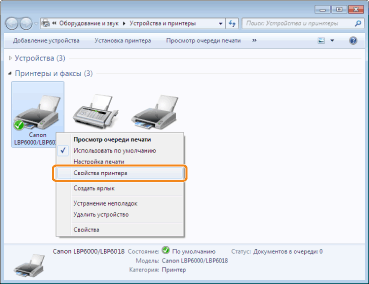 « Оборудование и звук ▸ Устройства и принтеры
Поиск: Устройства и принтеры
Добавление устройства Установка принтера Просмотр очереди печати »
Устройства (3)
Принтеры и факсы (3)
Canon
LBP6000/LBP6018
Просмотр очереди печати
Использовать по умолчанию
Настройка печати
Свойства принтера
Создать ярлык
Устранение неполадок
Удалить устройство
Свойства
Canon LBP6000/LBP6018 Состояние: По умолчанию Статус: Документов в очереди 0
Модель: Canon LBP6000/LBP6018
Категория: Принтер